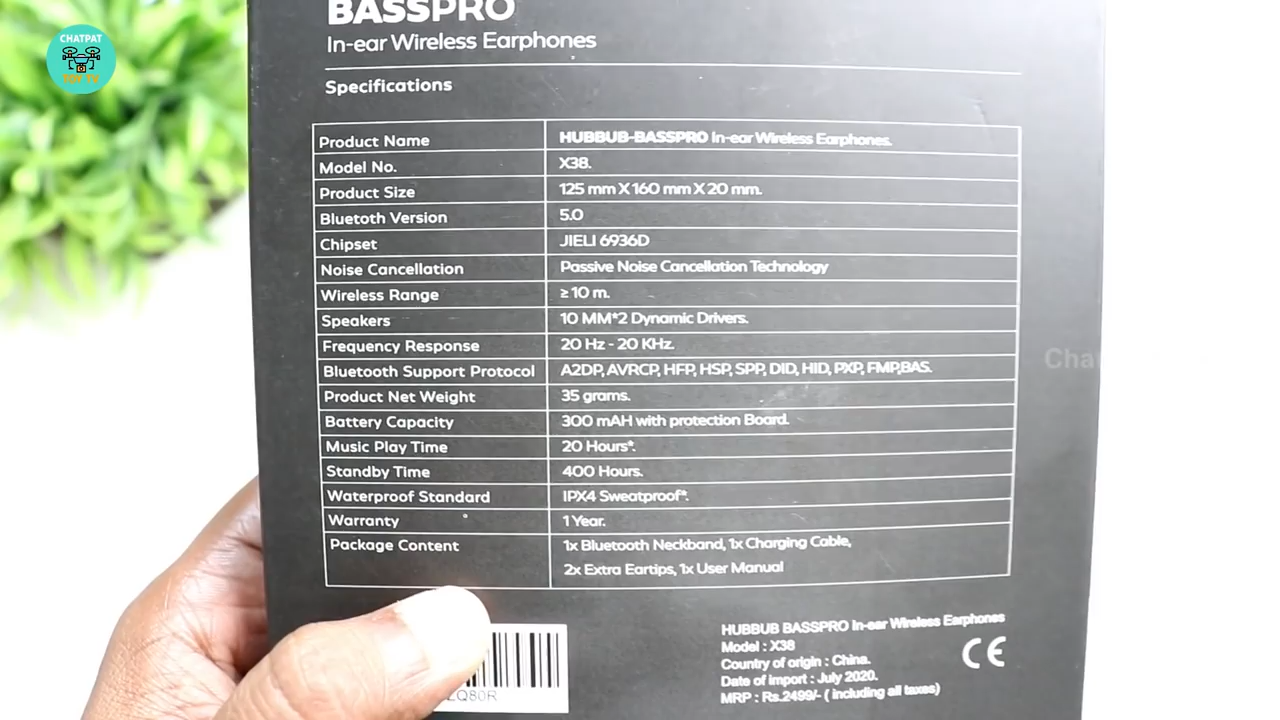 CHATPAT
TOY TV
BASSPRO
In-ear Wireless Earphones
Specifications
Product Name HUBBUB-BASSPRO In-ear Wireless Earphones.
Model No. X38.
Product Size 125 mm X 160 mm X 20 mm.
Bluetoth Version 5.0
Chipset JIELI 6936D
Noise Cancellation Passive Noise Cancellation Technology
Wireless Range ≥ 10 m.
Speakers 10 MM*2 Dynamic Drivers.
Frequency Response 20 Hz - 20 KHz.
Bluetooth Support Protocol A2DP, AVRCP, HFP, HSP, SPP, DID, HID, PXP, FMP,BAS.
Product Net Weight 35 grams.
Battery Capacity 300 mAH with protection Board.
Music Play Time 20 Hours*.
Standby Time 400 Hours.
Waterproof Standard IPX4 Sweatproof*.
Warranty 1 Year.
Package Content 1x Bluetooth Neckband, 1x Charging Cable,
2x Extra Eartips, 1x User Manual
HUBBUB BASSPRO In-ear Wireless Earphones
Model : X38
Country of origin : China.
Date of import : July 2020.
MRP : Rs.2499/- ( including all taxes)
CE